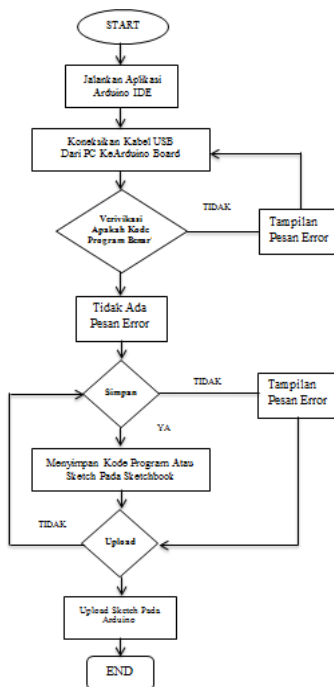 START
Jalankan Aplikasi
Arduino IDE
Koneksikan Kabel USB
Dari PC KeArduino Board
Verivikasi
Apakah Kode
Program Benar
TIDAK
Tampilan
Pesan Error
Tidak Ada
Pesan Error
Simpan
TIDAK
Tampilan
Pesan Error
YA
Menyimpan Kode Program Atau
Sketch Pada Sketchbook
TIDAK
Upload
Upload Sketch Pada
Arduino
END